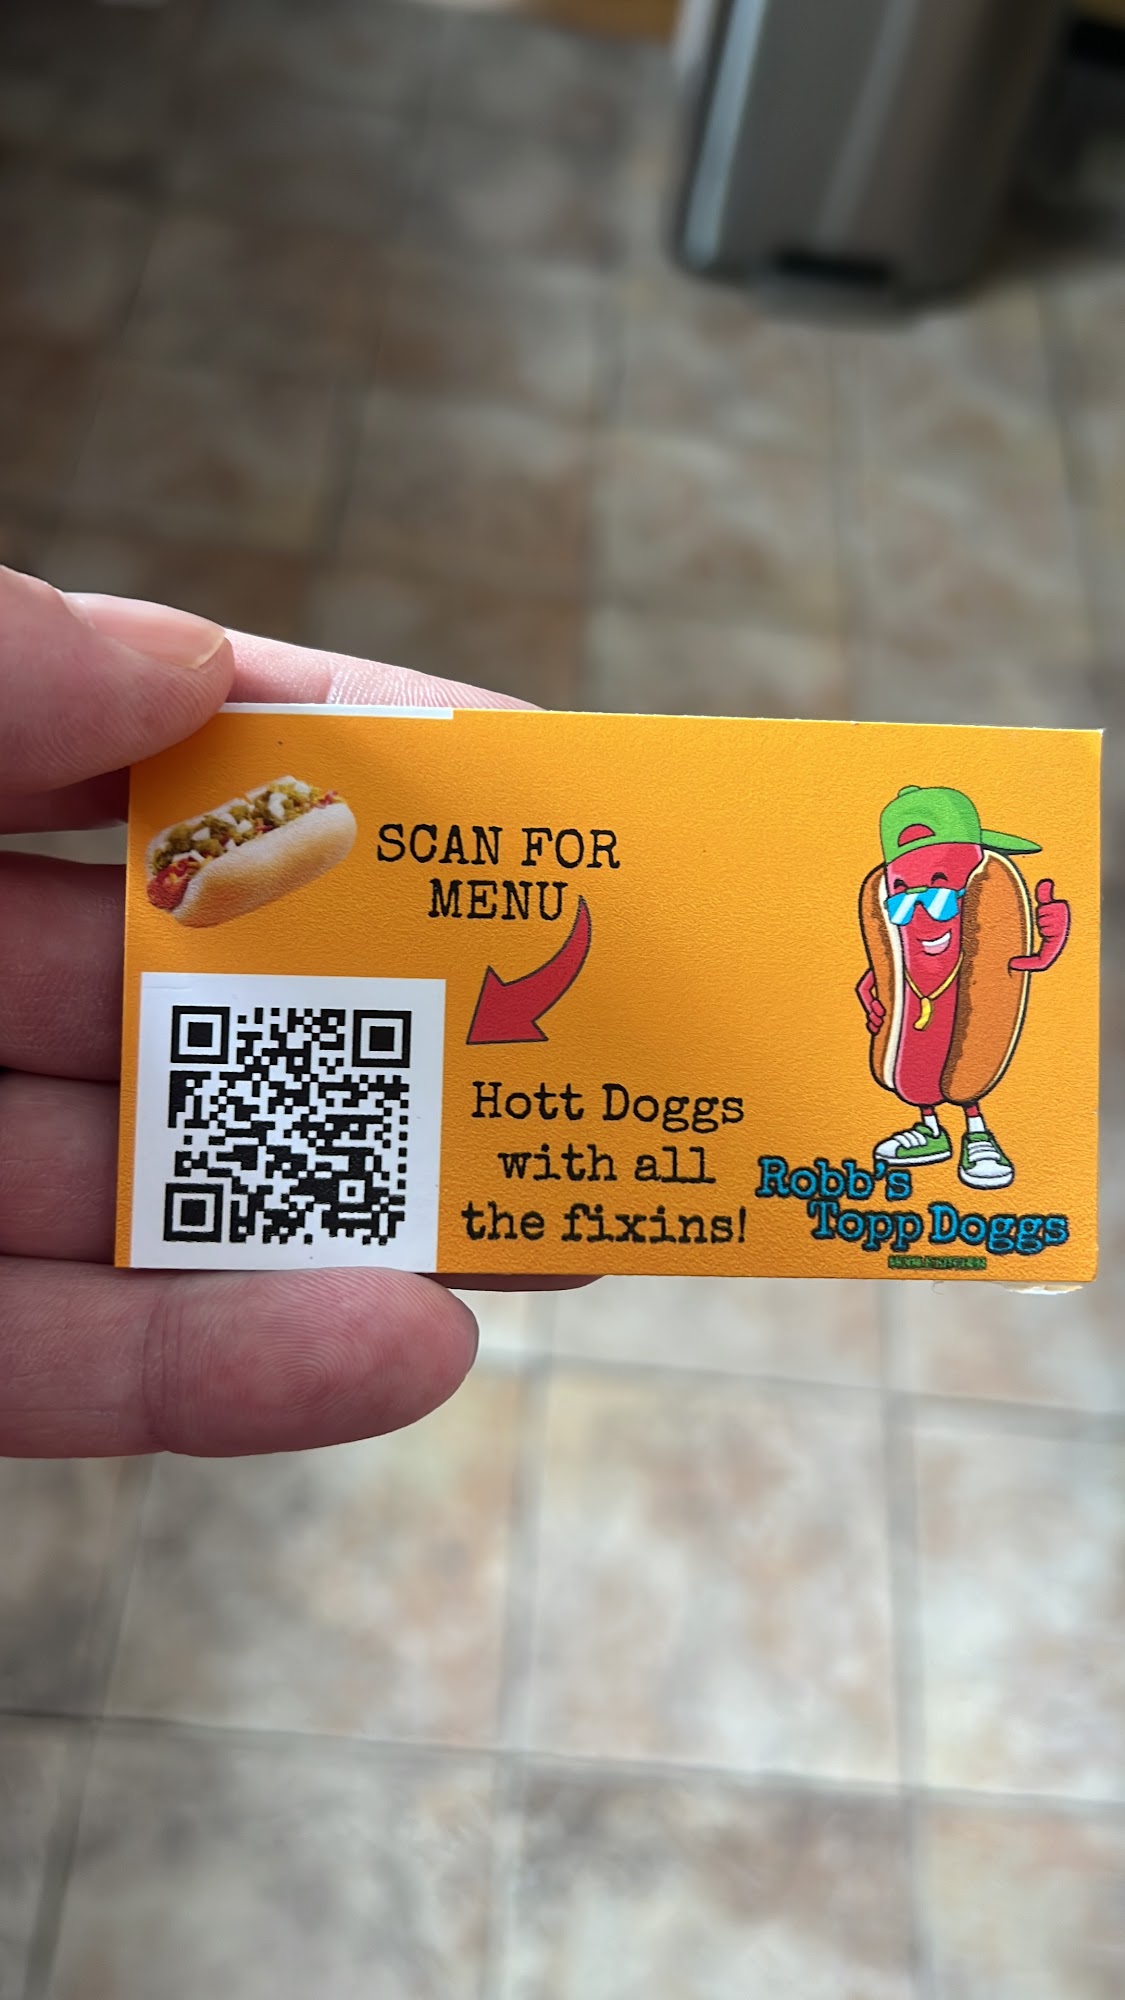 SCAN FOR
MENU
Hott Doggs
with all
the fixins!
Robb's
Topp Doggs